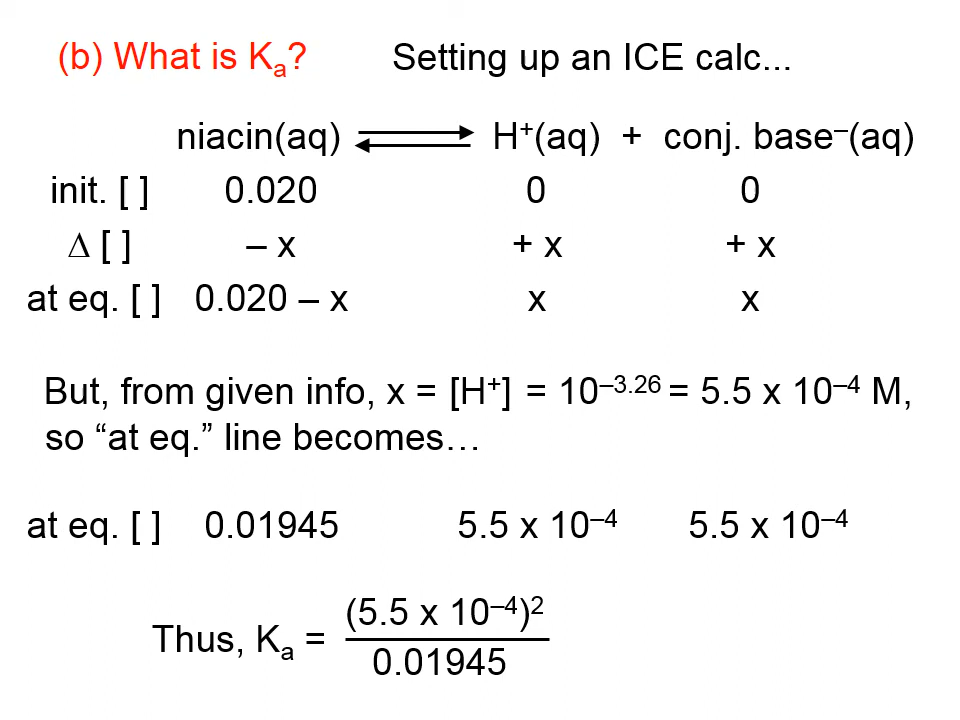 (b) What is Kₐ? Setting up an ICE calc...
niacin(aq) ⇌ H⁺(aq) + conj. base⁻(aq)
init. [ ] 0.020 0 0
Δ [ ] – x + x + x
at eq. [ ] 0.020 – x x x
But, from given info, x = [H⁺] = 10⁻³·²⁶ = 5.5 x 10⁻⁴ M,
so “at eq.” line becomes…
at eq. [ ] 0.01945 5.5 x 10⁻⁴ 5.5 x 10⁻⁴
(5.5 x 10⁻⁴)²
Thus, Kₐ =
0.01945